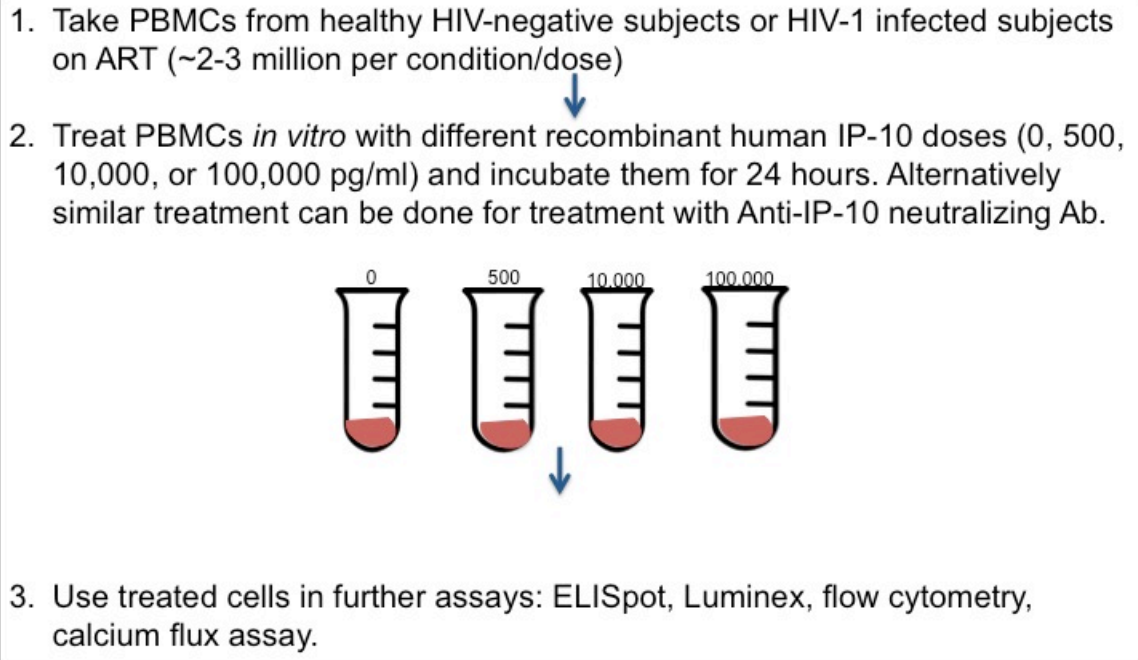 1. Take PBMCs from healthy HIV-negative subjects or HIV-1 infected subjects
on ART (~2-3 million per condition/dose)
2. Treat PBMCs in vitro with different recombinant human IP-10 doses (0, 500,
10,000, or 100,000 pg/ml) and incubate them for 24 hours. Alternatively
similar treatment can be done for treatment with Anti-IP-10 neutralizing Ab.
0 500 10.000 100.000
3. Use treated cells in further assays: ELISpot, Luminex, flow cytometry,
calcium flux assay.